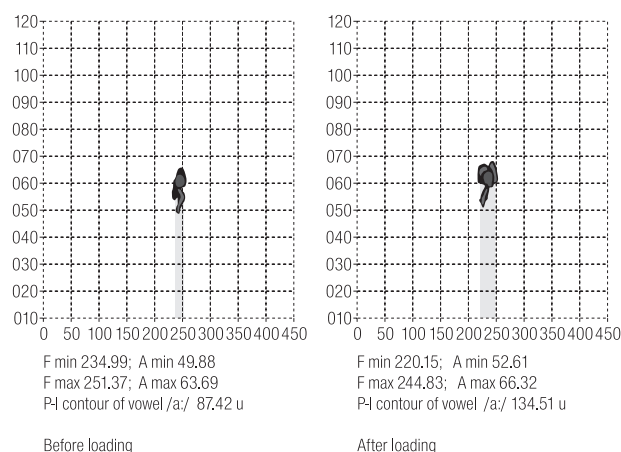 120
110
100
090
080
070
060
050
040
030
020
010
0 50 100 150 200 250 300 350 400 450
F min 234.99; A min 49.88
F max 251.37; A max 63.69
P-I contour of vowel /a:/ 87.42 u
Before loading
120
110
100
090
080
070
060
050
040
030
020
010
0 50 100 150 200 250 300 350 400 450
F min 220.15; A min 52.61
F max 244.83; A max 66.32
P-I contour of vowel /a:/ 134.51 u
After loading